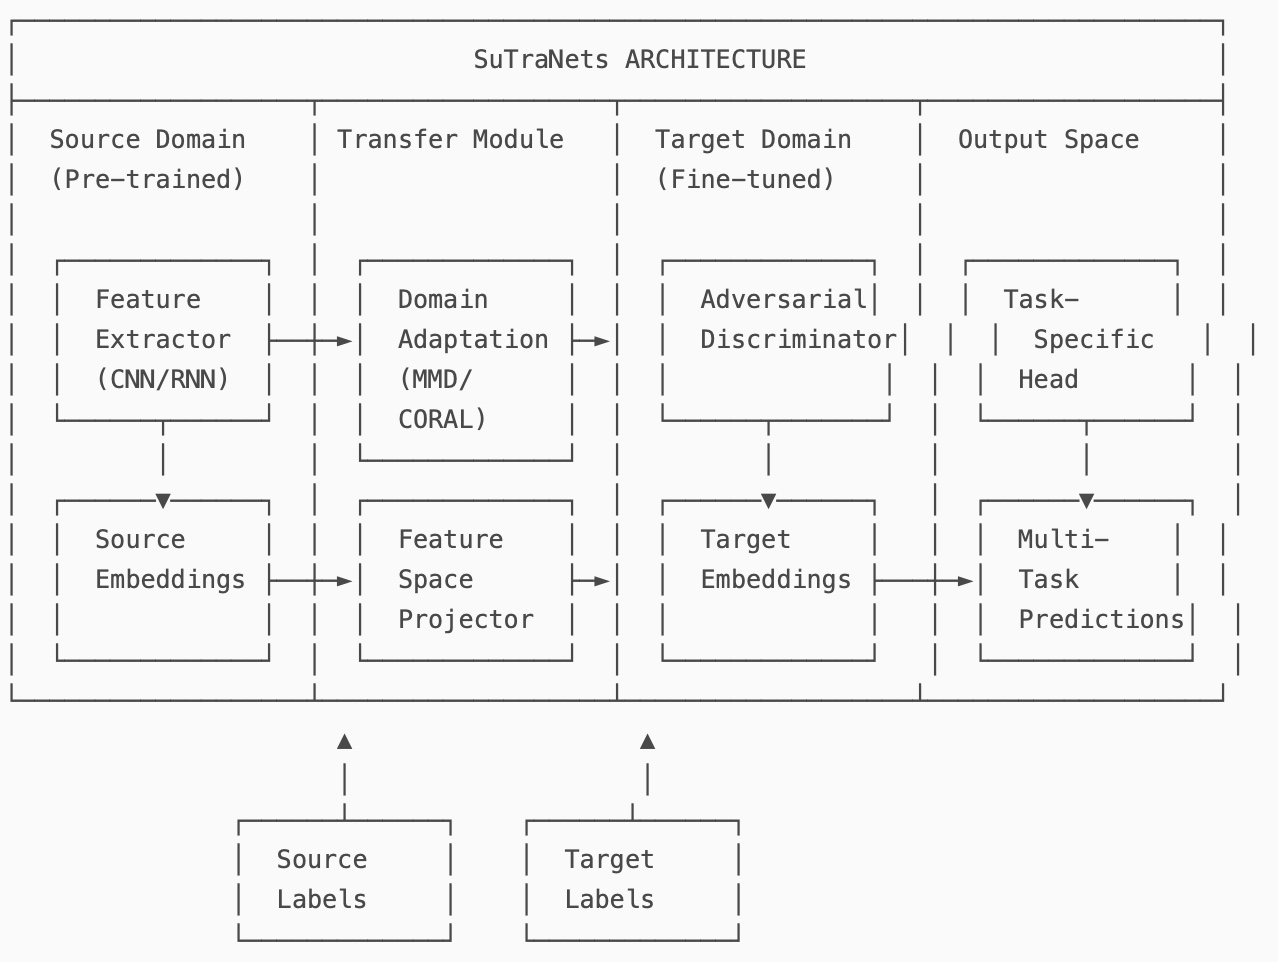 SuTraNets ARCHITECTURE
Source Domain
(Pre-trained)
Transfer Module
Target Domain
(Fine-tuned)
Output Space
Feature
Extractor
(CNN/RNN)
Domain
Adaptation
(MMD/
CORAL)
Adversarial
Discriminator
Task-
Specific
Head
Source
Embeddings
Feature
Space
Projector
Target
Embeddings
Multi-
Task
Predictions
Source
Labels
Target
Labels